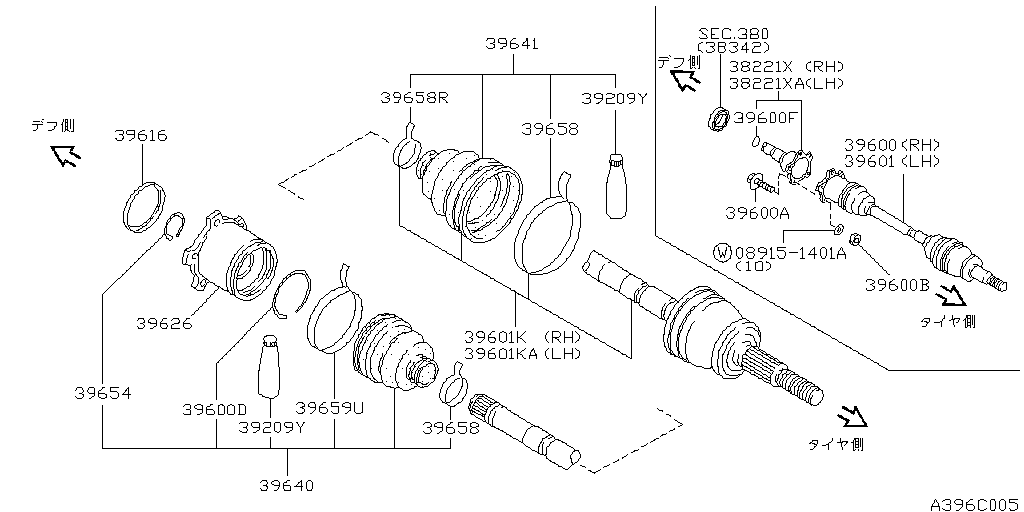 39641
SEC.380
(38342)
デフ側
38221X (RH)
38221XA(LH)
39658R
39209Y
39658
39600F
デフ側
39616
39600(RH)
39601(LH)
39600A
W 08915-1401A
(10)
39600B
タイヤ側
39626
39601K (RH)
39601KA(LH)
39654
39600D
39659U
39209Y
39658
タイヤ側
39640
A396C005